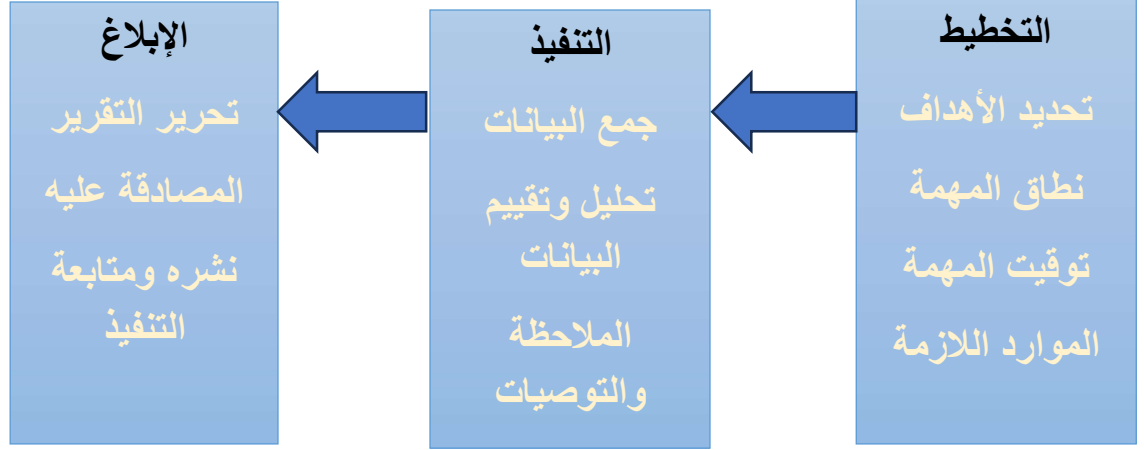 التخطيط
تحديد الأهداف
نطاق المهمة
توقيت المهمة
الموارد اللازمة
التنفيذ
جمع البيانات
تحليل وتقييم
البيانات
الملاحظة
والتوصيات
الإبلاغ
تحرير التقرير
المصادقة عليه
نشره ومتابعة
التنفيذ